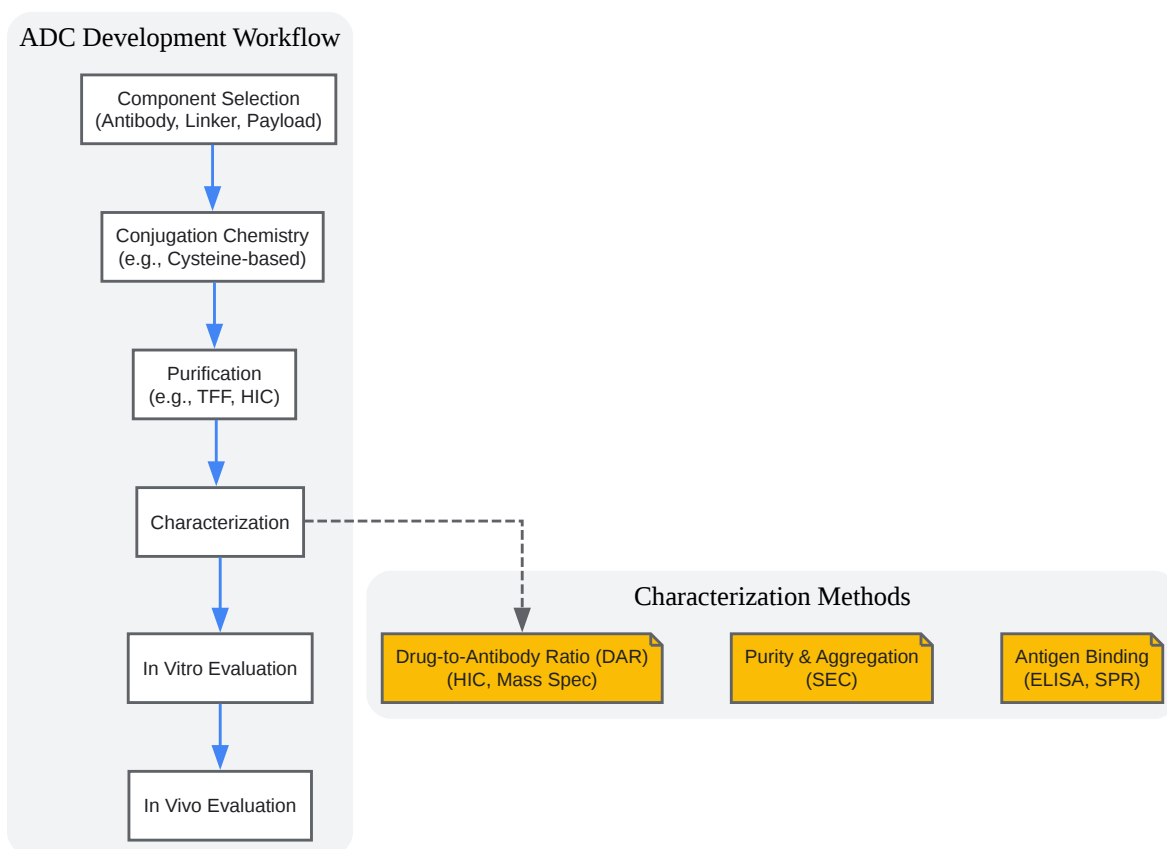 ADC Development Workflow
Component Selection
(Antibody, Linker, Payload)
Conjugation Chemistry
(e.g., Cysteine-based)
Purification
(e.g., TFF, HIC)
Characterization
In Vitro Evaluation
In Vivo Evaluation
Characterization Methods
Drug-to-Antibody Ratio (DAR)
(HIC, Mass Spec)
Purity & Aggregation
(SEC)
Antigen Binding
(ELISA, SPR)